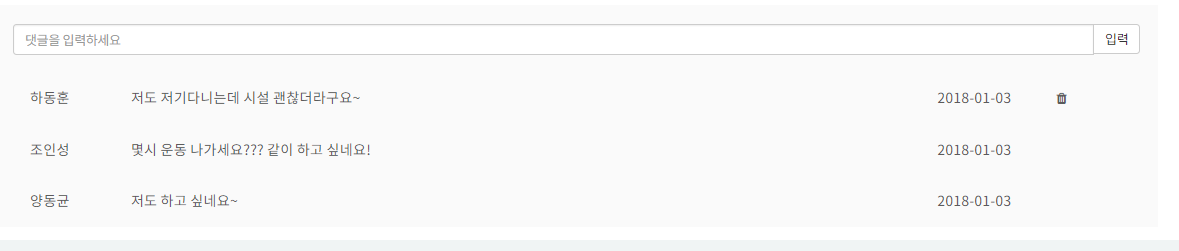 댓글을 입력하세요 입력
하동훈 저도 저기다니는데 시설 괜찮더라구요~ 2018-01-03
조인성 몇시 운동 나가세요??? 같이 하고 싶네요! 2018-01-03
양동균 저도 하고 싶네요~ 2018-01-03